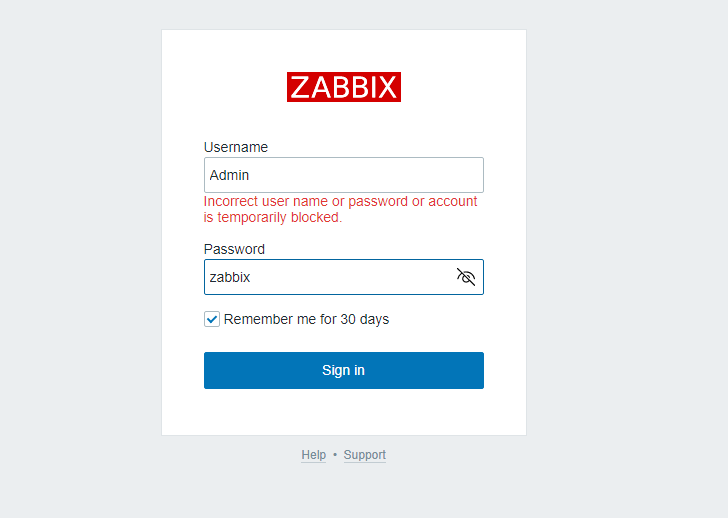 ZABBIX
Username
Admin
Incorrect user name or password or account
is temporarily blocked.
Password
zabbix
Remember me for 30 days
Sign in
Help • Support